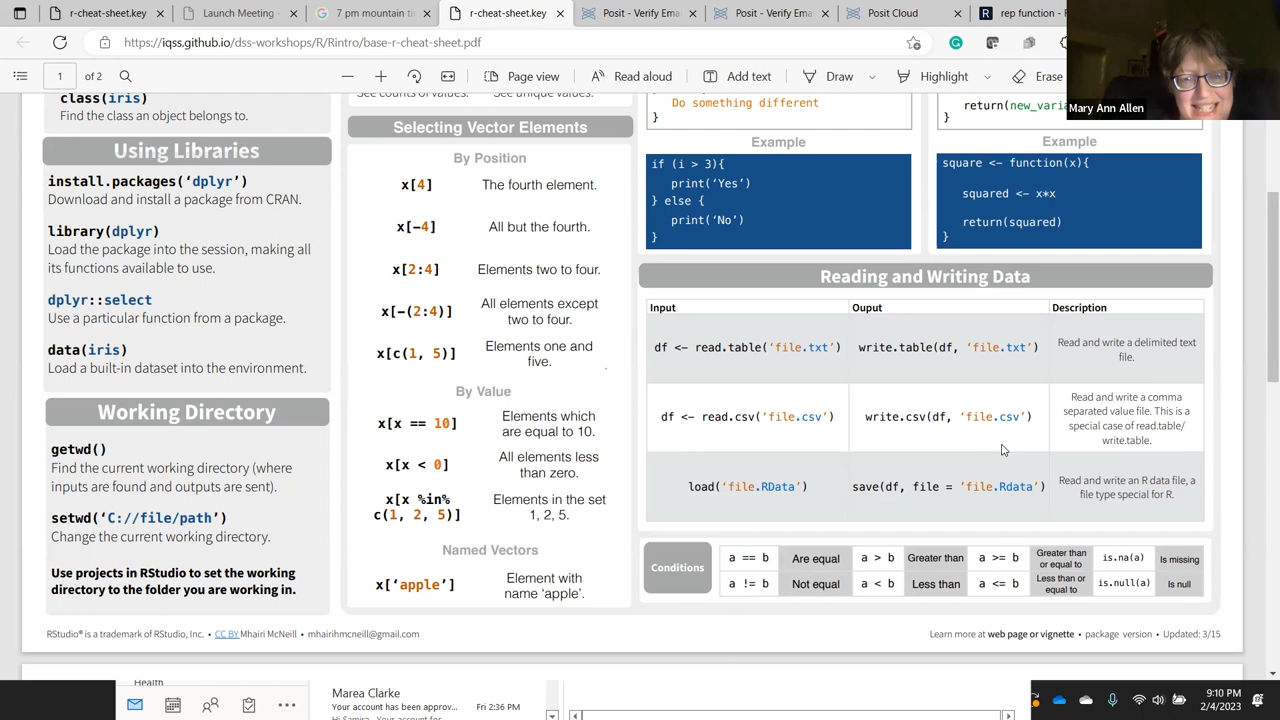 r-cheat-sheet.key
Launch Meeting -
7 pm mountain ti
r-cheat-sheet.key
Posit - Verify Ema
Posit - Verify Ema
Posit Cloud
rep function -
https://iqss.github.io/dss-workshops/R/Rintro/base-r-cheat-sheet.pdf
1 of 2
Page view
Read aloud
Add text
Draw
Highlight
Erase
Mary Ann Allen
class(iris)
Find the class an object belongs to.
Using Libraries
install.packages(‘dplyr’)
Download and install a package from CRAN.
library(dplyr)
Load the package into the session, making all
its functions available to use.
dplyr::select
Use a particular function from a package.
data(iris)
Load a built-in dataset into the environment.
Working Directory
getwd()
Find the current working directory (where
inputs are found and outputs are sent).
setwd(‘C://file/path’)
Change the current working directory.
Use projects in RStudio to set the working
directory to the folder you are working in.
See counts of values. See unique values.
Selecting Vector Elements
By Position
x[4] The fourth element.
x[-4] All but the fourth.
x[2:4] Elements two to four.
x[-(2:4)] All elements except
two to four.
x[c(1, 5)] Elements one and
five.
By Value
x[x == 10] Elements which
are equal to 10.
x[x < 0] All elements less
than zero.
x[x %in%
c(1, 2, 5)] Elements in the set
1, 2, 5.
Named Vectors
x[‘apple’] Element with
name ‘apple’.
Do something different
}
Example
if (i > 3){
print(‘Yes’)
} else {
print(‘No’)
}
return(new_varia
}
Example
square <- function(x){
squared <- x*x
return(squared)
}
Reading and Writing Data
Input Ouput Description
df <- read.table(‘file.txt’) write.table(df, ‘file.txt’) Read and write a delimited text
file.
df <- read.csv(‘file.csv’) write.csv(df, ‘file.csv’) Read and write a comma
separated value file. This is a
special case of read.table/
write.table.
load(‘file.RData’) save(df, file = ‘file.Rdata’) Read and write an R data file, a
file type special for R.
Conditions
a == b Are equal a > b Greater than a >= b Greater than
or equal to is.na(a) Is missing
a != b Not equal a < b Less than a <= b Less than or
equal to is.null(a) Is null
RStudio® is a trademark of RStudio, Inc. • CC BY Mhairi McNeill • mhairihmcneill@gmail.com
Learn more at web page or vignette • package version • Updated: 3/15
Health
Marea Clarke
Your account has been approv... Fri 2:36 PM
Hi Samira - Your account for
9:10 PM
2/4/2023